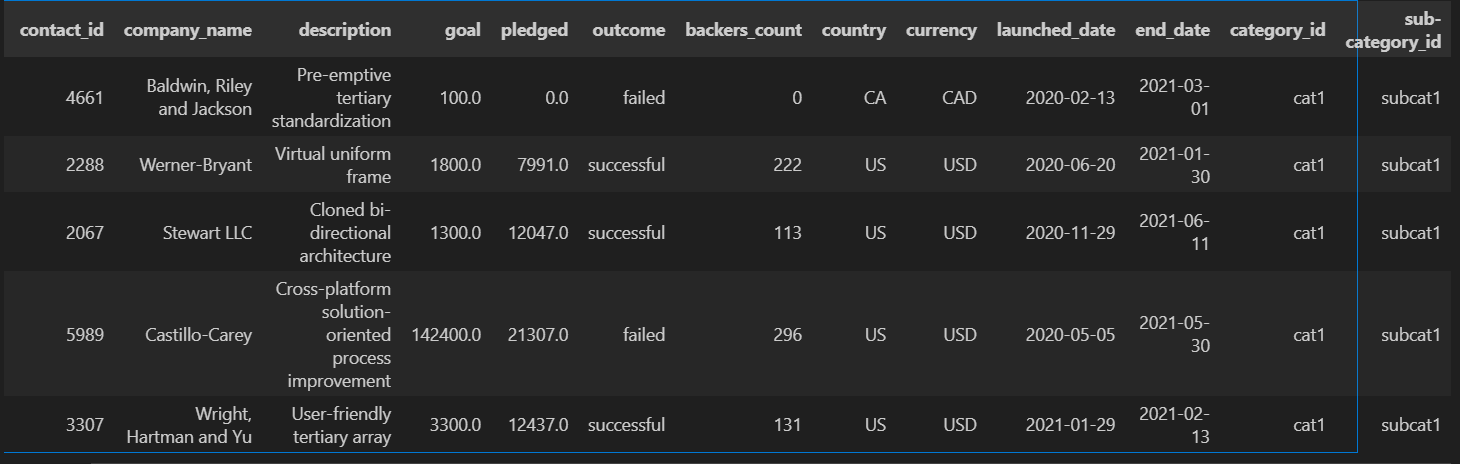 contact_id company_name description goal pledged outcome backers_count country currency launched_date end_date category_id sub-
category_id
4661 Baldwin, Riley
and Jackson Pre-emptive
tertiary
standardization 100.0 0.0 failed 0 CA CAD 2020-02-13 2021-03-
01 cat1 subcat1
2288 Werner-Bryant Virtual uniform
frame 1800.0 7991.0 successful 222 US USD 2020-06-20 2021-01-
30 cat1 subcat1
2067 Stewart LLC Cloned bi-
directional
architecture 1300.0 12047.0 successful 113 US USD 2020-11-29 2021-06-
11 cat1 subcat1
5989 Castillo-Carey Cross-platform
solution-
oriented
process
improvement 142400.0 21307.0 failed 296 US USD 2020-05-05 2021-05-
30 cat1 subcat1
3307 Wright,
Hartman and Yu User-friendly
tertiary array 3300.0 12437.0 successful 131 US USD 2021-01-29 2021-02-
13 cat1 subcat1